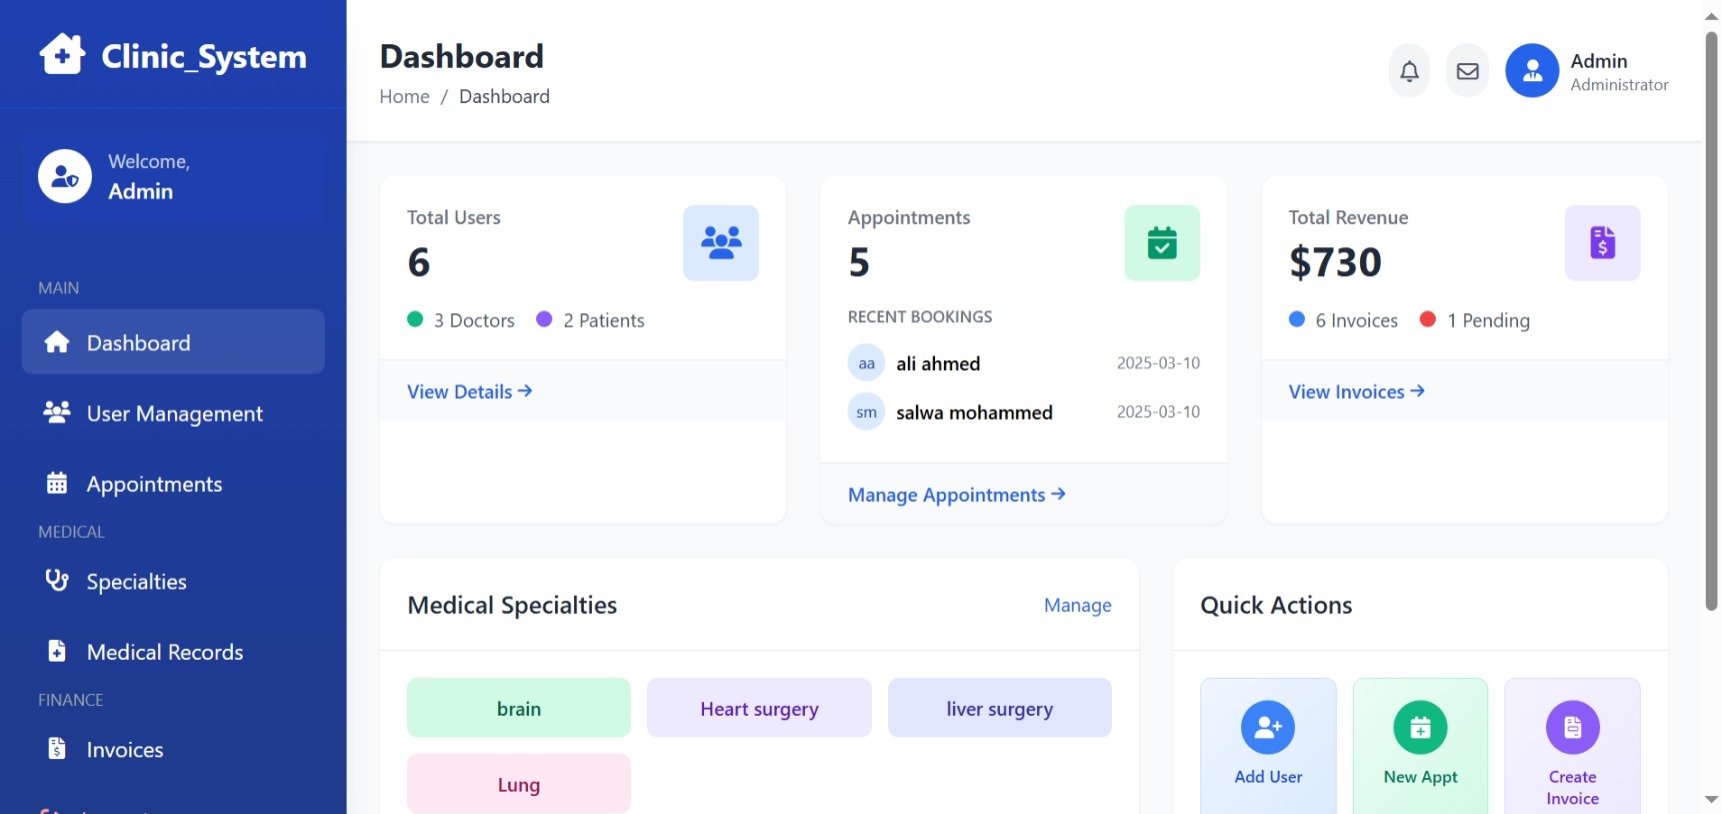 Clinic_System
Welcome,
Admin
MAIN
Dashboard
User Management
Appointments
MEDICAL
Specialties
Medical Records
FINANCE
Invoices
Dashboard
Home / Dashboard
Admin
Administrator
Total Users
6
3 Doctors 2 Patients
View Details →
Appointments
5
RECENT BOOKINGS
aa ali ahmed 2025-03-10
sm salwa mohammed 2025-03-10
Manage Appointments →
Total Revenue
$730
6 Invoices 1 Pending
View Invoices →
Medical Specialties
Manage
brain
Heart surgery
liver surgery
Lung
Quick Actions
Add User
New Appt
Create
Invoice